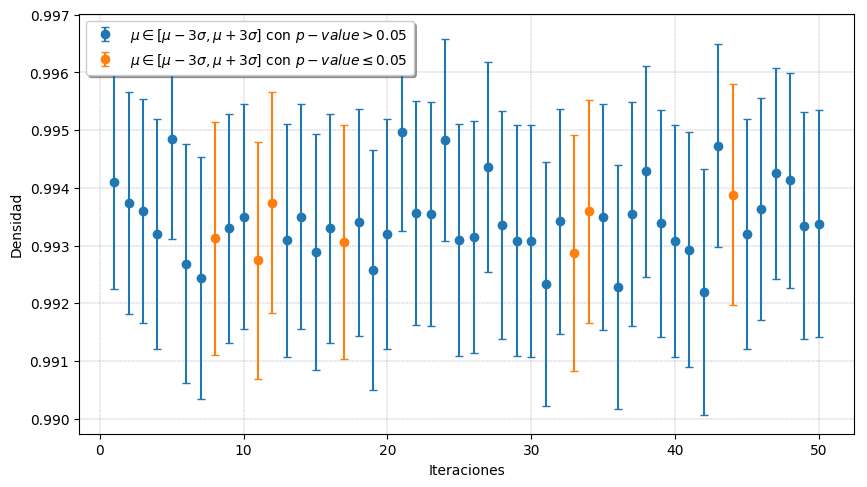 0.997
0.996
0.995
0.994
0.993
0.992
0.991
0.990
Densidad
μ ∈ [μ − 3σ, μ + 3σ] con p − value > 0.05
μ ∈ [μ − 3σ, μ + 3σ] con p − value ≤ 0.05
0 10 20 30 40 50
Iteraciones